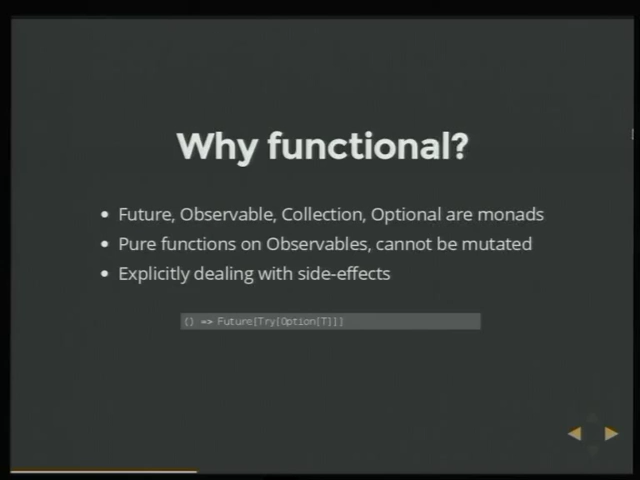 Why functional?
Future, Observable, Collection, Optional are monads
Pure functions on Observables, cannot be mutated
Explicitly dealing with side-effects
() => Future[Try[Option[T]]]